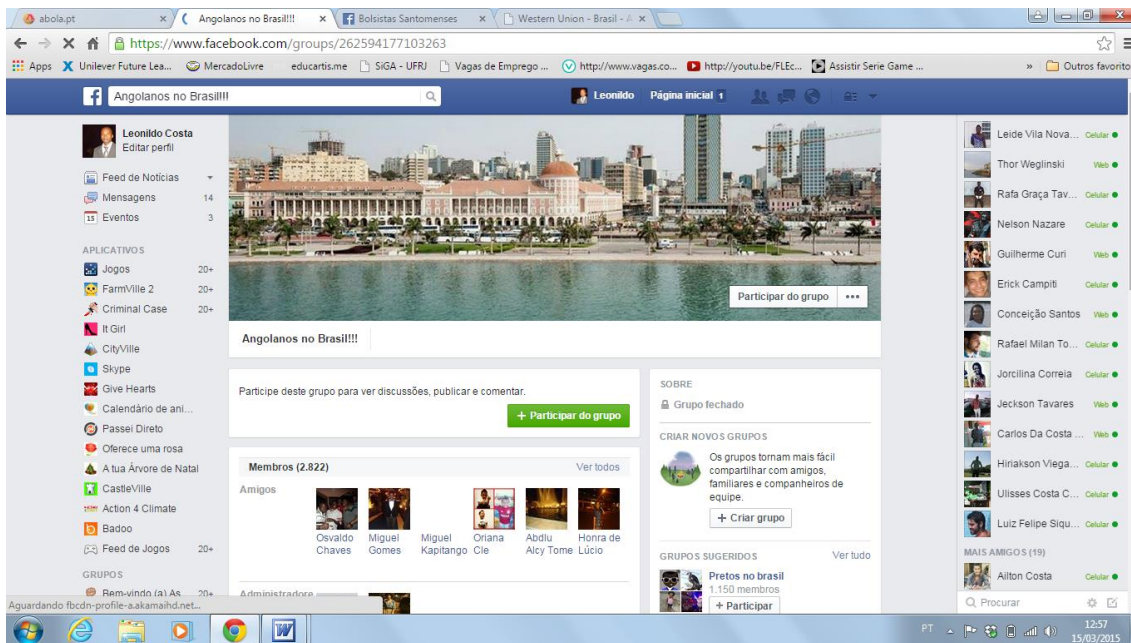 abola.pt
Angolanos no Brasil!!!
Bolsistas Santomenses
Western Union - Brasil - A
https://www.facebook.com/groups/262594177103263
Apps
Unilever Future Lea...
MercadoLivre
educartis.me
SiGA - UFRJ
Vagas de Emprego ...
http://www.vagas.co...
http://youtu.be/FLEc...
Assistir Serie Game ...
»
Outros favorito
Angolanos no Brasil!!!
Leonildo
Página inicial 1
Leonildo Costa
Editar perfil
Feed de Notícias
Mensagens 14
Eventos 3
APLICATIVOS
Jogos 20+
FarmVille 2 20+
Criminal Case 20+
It Girl
CityVille
Skype
Give Hearts
Calendário de ani...
Passei Direto
Oferece uma rosa
A tua Árvore de Natal
CastleVille
Action 4 Climate
Badoo
Feed de Jogos 20+
GRUPOS
Bem-vindo (a) As... 20+
Aguardando fbcdn-profile-a.akamaihd.net...
Participar do grupo
Angolanos no Brasil!!!
Participe deste grupo para ver discussões, publicar e comentar.
+ Participar do grupo
Membros (2.822) Ver todos
Amigos
Osvaldo Chaves
Miguel Gomes
Miguel Kapitango
Oriana Cle
Abdlu Alcy Tome
Honra de Lúcio
Administradore
SOBRE
Grupo fechado
CRIAR NOVOS GRUPOS
Os grupos tornam mais fácil
compartilhar com amigos,
familiares e companheiros de
equipe.
+ Criar grupo
GRUPOS SUGERIDOS Ver tudo
Pretos no brasil
1.150 membros
+ Participar
Leide Vila Nova... Celular
Thor Weglinski Web
Rafa Graça Tav... Celular
Nelson Nazare Celular
Guilherme Curi Web
Erick Campiti Celular
Conceição Santos Web
Rafael Milan To... Celular
Jorcilina Correia Celular
Jeckson Tavares Web
Carlos Da Costa ... Web
Hiriakson Viega... Celular
Ulisses Costa C... Celular
Luiz Felipe Siqu... Celular
MAIS AMIGOS (19)
Ailton Costa Celular
Procurar
PT
12:57
15/03/2015